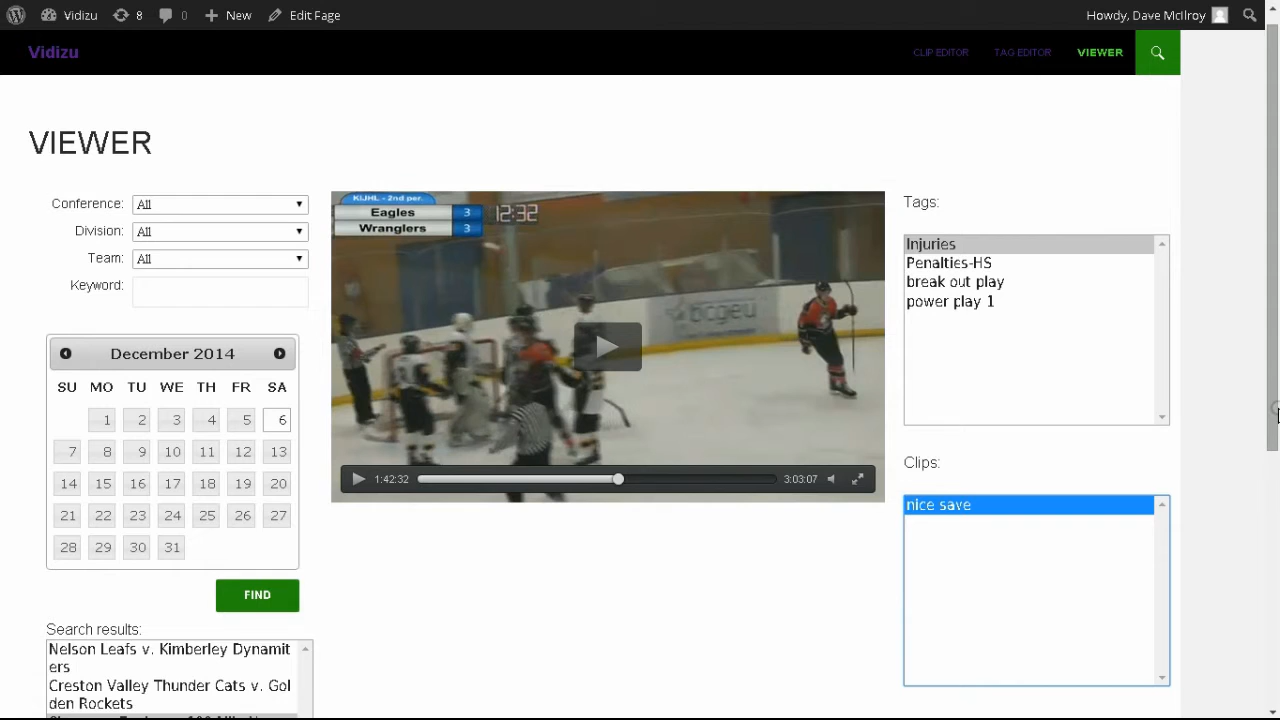 Vidizu 8 0 New Edit Page Howdy, Dave McIlroy
Vidizu CLIP EDITOR TAG EDITOR VIEWER
VIEWER
Conference: All
Division: All
Team: All
Keyword:
December 2014
SU MO TU WE TH FR SA
1 2 3 4 5 6
7 8 9 10 11 12 13
14 15 16 17 18 19 20
21 22 23 24 25 26 27
28 29 30 31
FIND
Search results:
Nelson Leafs v. Kimberley Dynamit
ers
Creston Valley Thunder Cats v. Gol
den Rockets
KIJHL - 2nd per.
Eagles 3 12:32
Wranglers 3
bcgeu
1:42:32 3:03:07
Tags:
Injuries
Penalties-HS
break out play
power play 1
Clips:
nice save